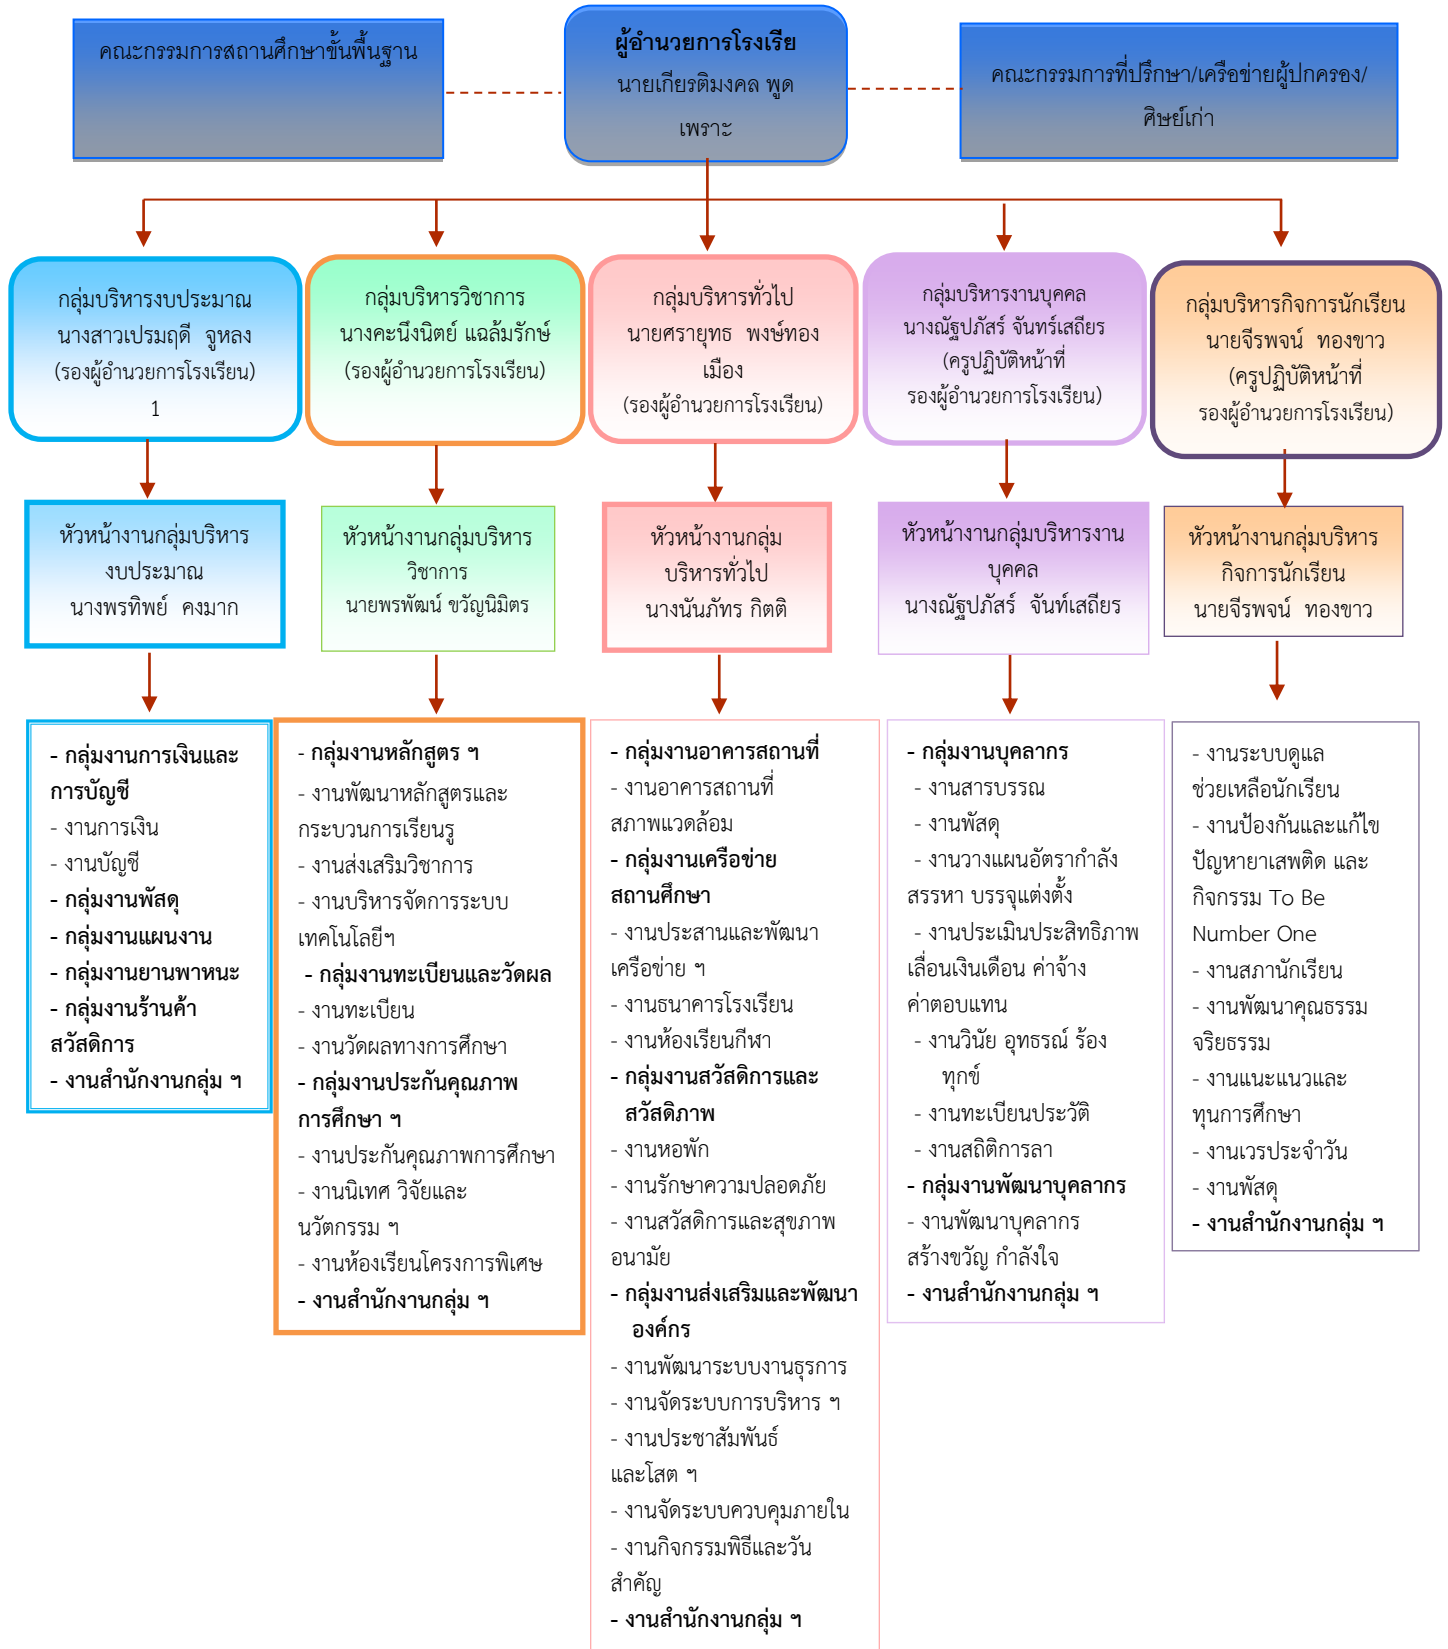 คณะกรรมการสถานศึกษาขั้นพื้นฐาน
ผู้อำนวยการโรงเรีย
นายเกียรติมงคล พูด
เพราะ
คณะกรรมการที่ปรึกษา/เครือข่ายผู้ปกครอง/
ศิษย์เก่า
กลุ่มบริหารงบประมาณ
นางสาวเปรมฤดี จูหลง
(รองผู้อำนวยการโรงเรียน)
1
กลุ่มบริหารวิชาการ
นางคะนึงนิตย์ แฉล้มรักษ์
(รองผู้อำนวยการโรงเรียน)
กลุ่มบริหารทั่วไป
นายศรายุทธ พงษ์ทอง
เมือง
(รองผู้อำนวยการโรงเรียน)
กลุ่มบริหารงานบุคคล
นางณัฐปภัสร์ จันทร์เสถียร
(ครูปฏิบัติหน้าที่
รองผู้อำนวยการโรงเรียน)
กลุ่มบริหารกิจการนักเรียน
นายจีรพจน์ ทองขาว
(ครูปฏิบัติหน้าที่
รองผู้อำนวยการโรงเรียน)
หัวหน้างานกลุ่มบริหาร
งบประมาณ
นางพรทิพย์ คงมาก
หัวหน้างานกลุ่มบริหาร
วิชาการ
นายพรพัฒน์ ขวัญนิมิตร
หัวหน้างานกลุ่ม
บริหารทั่วไป
นางนันภัทร กิตติ
หัวหน้างานกลุ่มบริหารงาน
บุคคล
นางณัฐปภัสร์ จันท์เสถียร
หัวหน้างานกลุ่มบริหาร
กิจการนักเรียน
นายจีรพจน์ ทองขาว
- กลุ่มงานการเงินและ
การบัญชี
- งานการเงิน
- งานบัญชี
- กลุ่มงานพัสดุ
- กลุ่มงานแผนงาน
- กลุ่มงานยานพาหนะ
- กลุ่มงานร้านค้า
สวัสดิการ
- งานสำนักงานกลุ่ม ฯ
- กลุ่มงานหลักสูตร ฯ
- งานพัฒนาหลักสูตรและ
กระบวนการเรียนรู
- งานส่งเสริมวิชาการ
- งานบริหารจัดการระบบ
เทคโนโลยีฯ
- กลุ่มงานทะเบียนและวัดผล
- งานทะเบียน
- งานวัดผลทางการศึกษา
- กลุ่มงานประกันคุณภาพ
การศึกษา ฯ
- งานประกันคุณภาพการศึกษา
- งานนิเทศ วิจัยและ
นวัตกรรม ฯ
- งานห้องเรียนโครงการพิเศษ
- งานสำนักงานกลุ่ม ฯ
- กลุ่มงานอาคารสถานที่
- งานอาคารสถานที่
สภาพแวดล้อม
- กลุ่มงานเครือข่าย
สถานศึกษา
- งานประสานและพัฒนา
เครือข่าย ฯ
- งานธนาคารโรงเรียน
- งานห้องเรียนกีฬา
- กลุ่มงานสวัสดิการและ
สวัสดิภาพ
- งานหอพัก
- งานรักษาความปลอดภัย
- งานสวัสดิการและสุขภาพ
อนามัย
- กลุ่มงานส่งเสริมและพัฒนา
องค์กร
- งานพัฒนาระบบงานธุรการ
- งานจัดระบบการบริหาร ฯ
- งานประชาสัมพันธ์
และโสต ฯ
- งานจัดระบบควบคุมภายใน
- งานกิจกรรมพิธีและวัน
สำคัญ
- งานสำนักงานกลุ่ม ฯ
- กลุ่มงานบุคลากร
- งานสารบรรณ
- งานพัสดุ
- งานวางแผนอัตรากำลัง
สรรหา บรรจุแต่งตั้ง
- งานประเมินประสิทธิภาพ
เลื่อนเงินเดือน ค่าจ้าง
ค่าตอบแทน
- งานวินัย อุทธรณ์ ร้อง
ทุกข์
- งานทะเบียนประวัติ
- งานสถิติการลา
- กลุ่มงานพัฒนาบุคลากร
- งานพัฒนาบุคลากร
สร้างขวัญ กำลังใจ
- งานสำนักงานกลุ่ม ฯ
- งานระบบดูแล
ช่วยเหลือนักเรียน
- งานป้องกันและแก้ไข
ปัญหายาเสพติด และ
กิจกรรม To Be
Number One
- งานสภานักเรียน
- งานพัฒนาคุณธรรม
จริยธรรม
- งานแนะแนวและ
ทุนการศึกษา
- งานเวรประจำวัน
- งานพัสดุ
- งานสำนักงานกลุ่ม ฯ